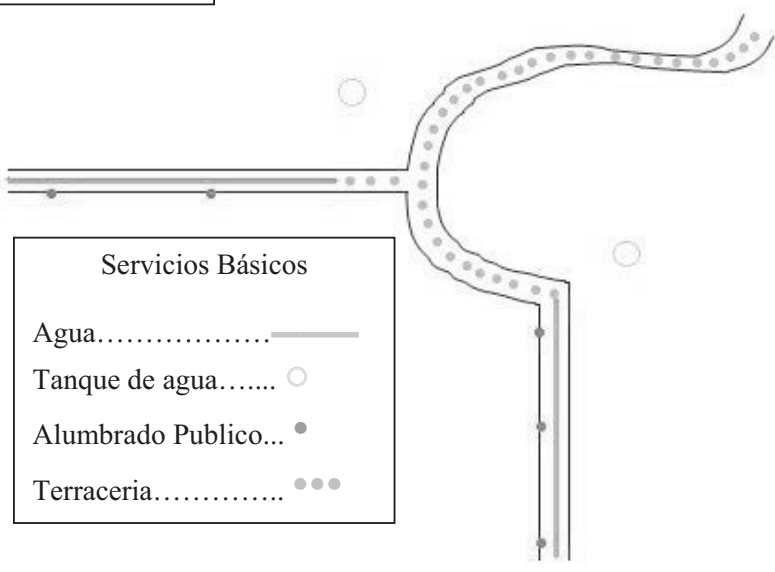 Servicios Básicos
Agua………………
Tanque de agua…....
Alumbrado Publico...
Terraceria…………..